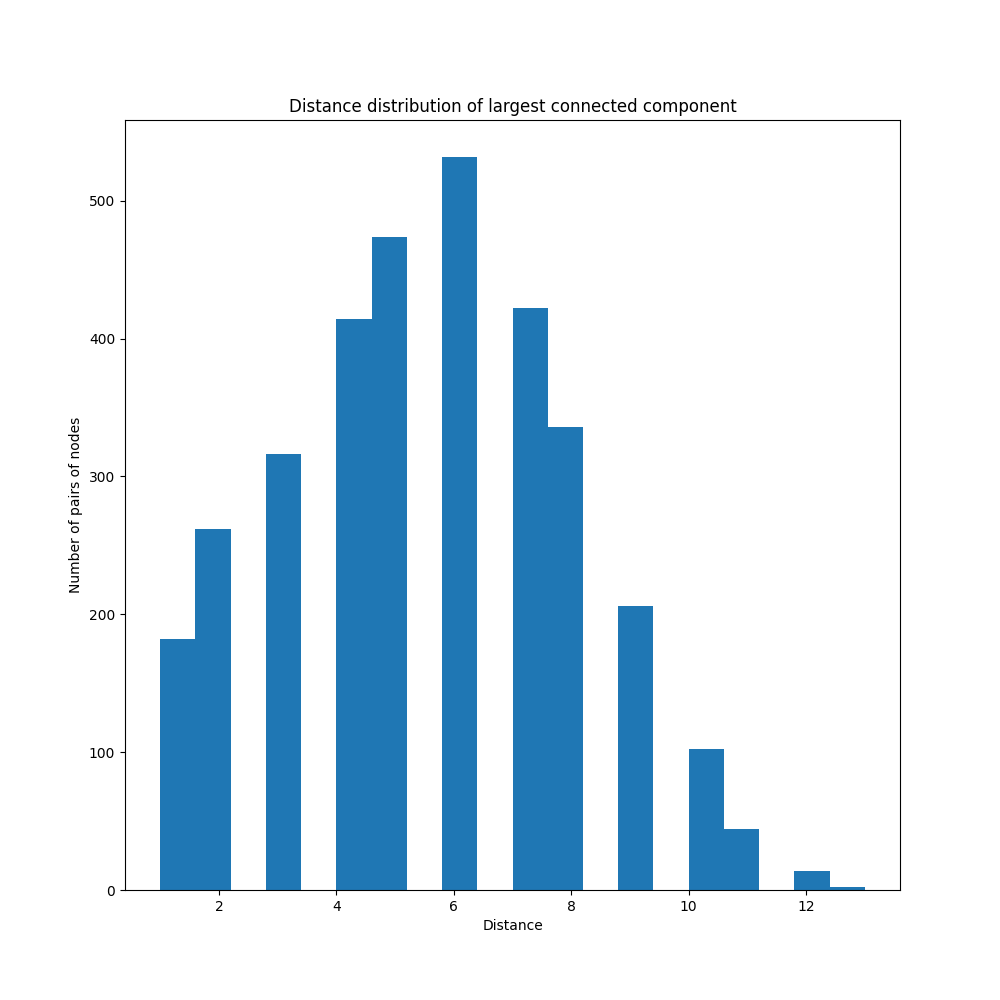 Distance distribution of largest connected component
Number of pairs of nodes
500
400
300
200
100
0
2 4 6 8 10 12
Distance